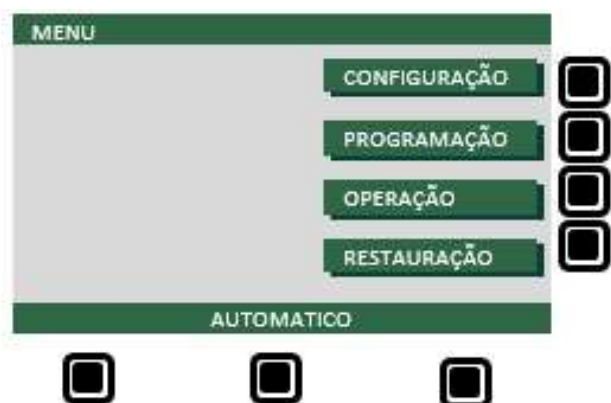 MENU
CONFIGURAÇÃO
PROGRAMAÇÃO
OPERAÇÃO
RESTAURAÇÃO
AUTOMATICO